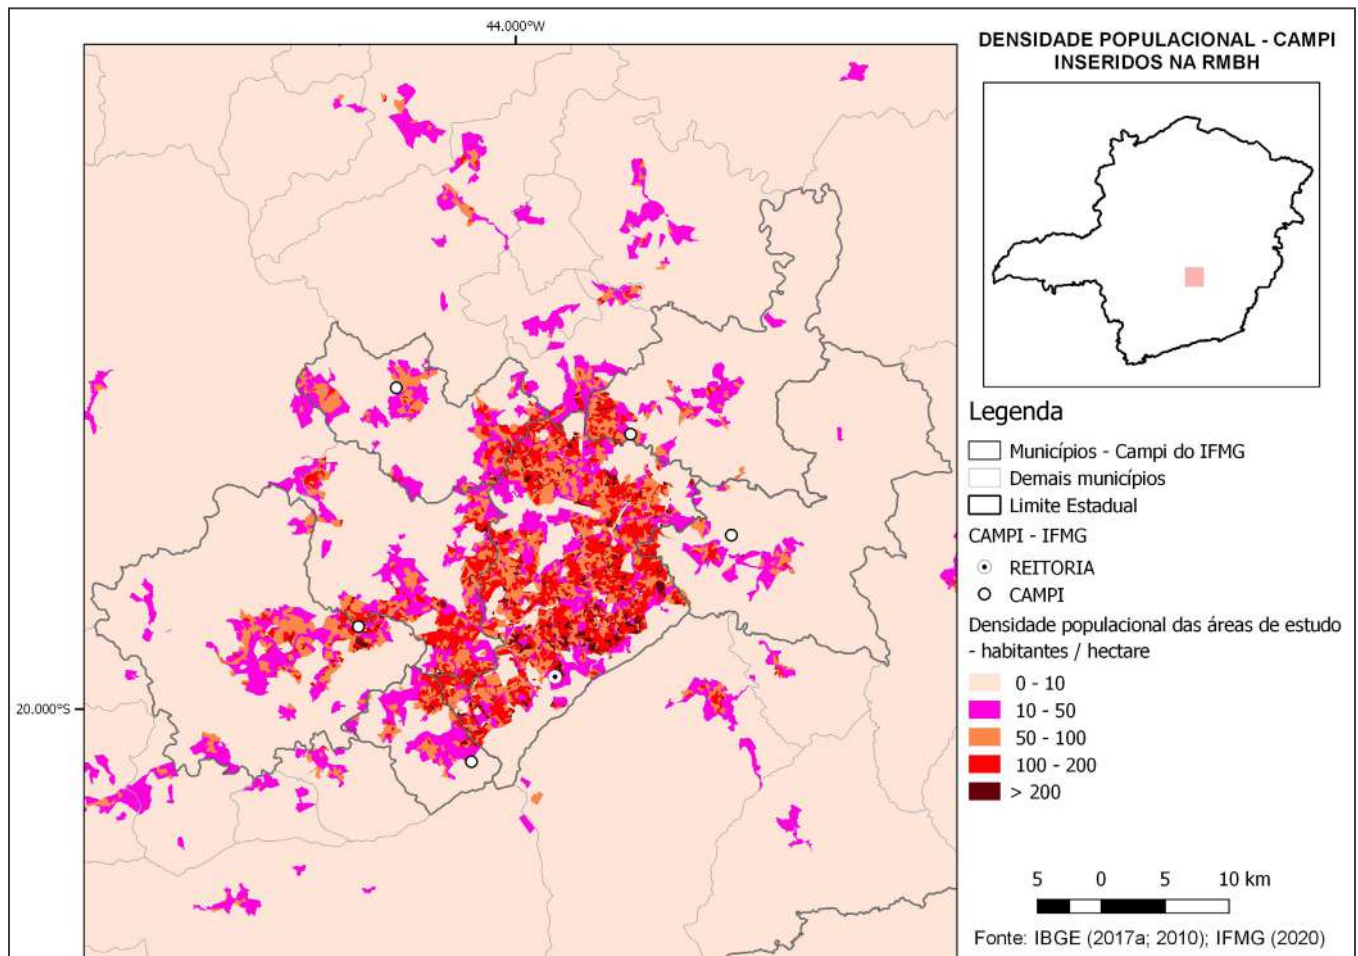 44.000°W
20.000°S
DENSIDADE POPULACIONAL - CAMPI
INSERIDOS NA RMBH
Legenda
Municípios - Campi do IFMG
Demais municípios
Limite Estadual
CAMPI - IFMG
REITORIA
CAMPI
Densidade populacional das áreas de estudo
- habitantes / hectare
0 - 10
10 - 50
50 - 100
100 - 200
> 200
5 0 5 10 km
Fonte: IBGE (2017a; 2010); IFMG (2020)